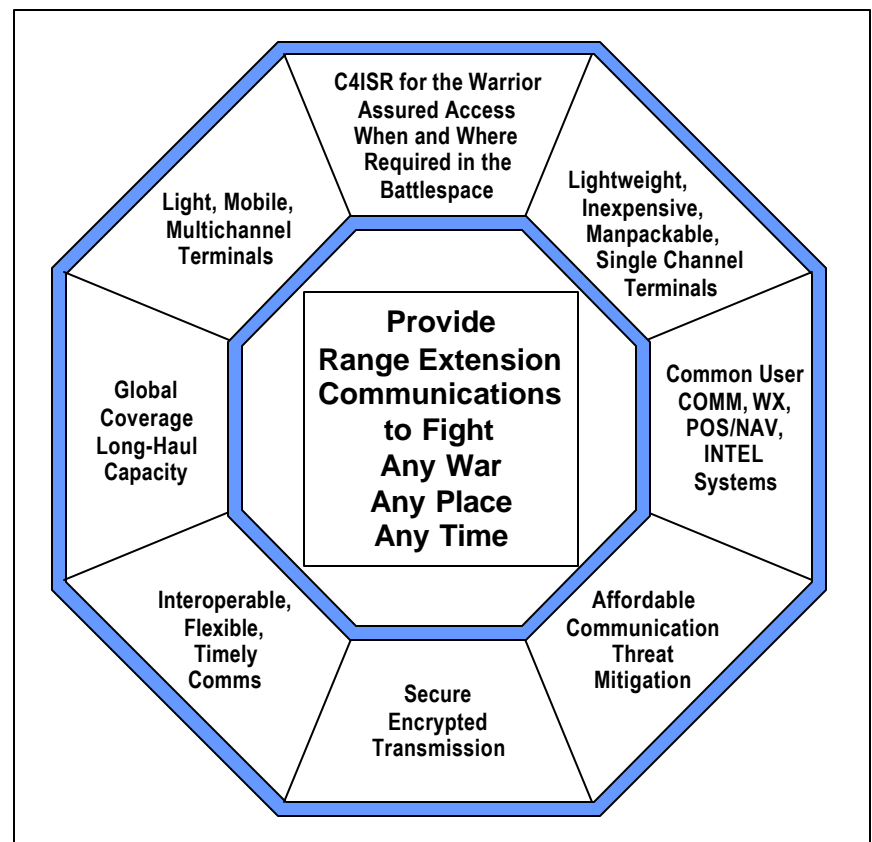 C4ISR for the Warrior
Assured Access
When and Where
Required in the
Battlespace
Lightweight,
Inexpensive,
Manpackable,
Single Channel
Terminals
Common User
COMM, WX,
POS/NAV,
INTEL
Systems
Affordable
Communication
Threat
Mitigation
Secure
Encrypted
Transmission
Interoperable,
Flexible,
Timely
Comms
Global
Coverage
Long-Haul
Capacity
Light, Mobile,
Multichannel
Terminals
Provide
Range Extension
Communications
to Fight
Any War
Any Place
Any Time